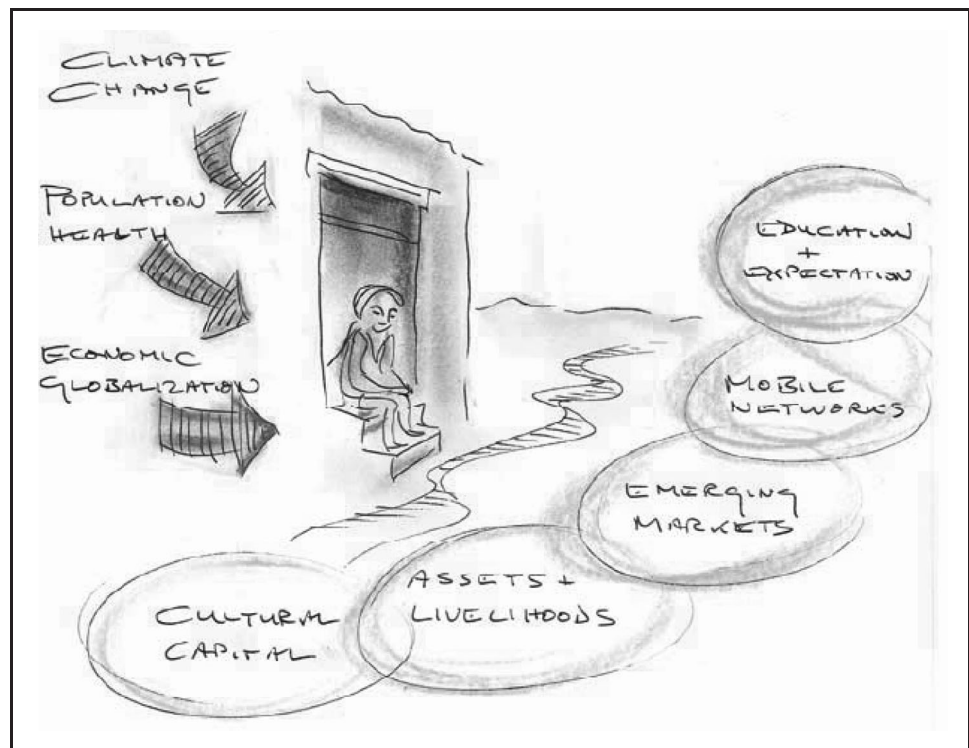 CLIMATE
CHANGE
POPULATION
HEALTH
ECONOMIC
GLOBALIZATION
EDUCATION
+
EXPECTATION
MOBILE
NETWORKS
EMERGING
MARKETS
ASSETS +
LIVELIHOODS
CULTURAL
CAPITAL